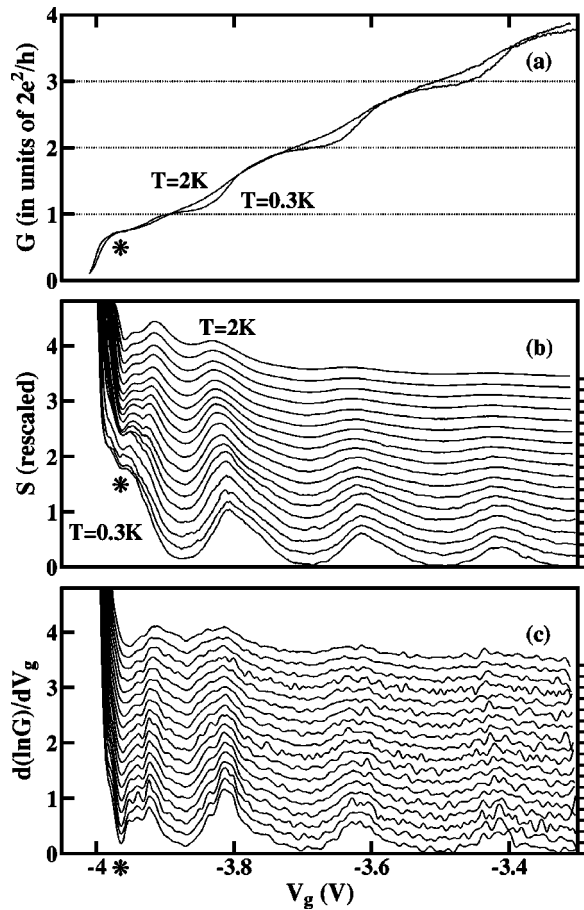 4
(a)
3
2
T=2K
T=0.3K
1
*
0
G (in units of 2e²/h)
T=2K
4
(b)
3
2
*
1
T=0.3K
0
S (rescaled)
4
(c)
3
2
1
0
d(lnG)/dVg
-4 * -3.8 -3.6 -3.4
Vg (V)